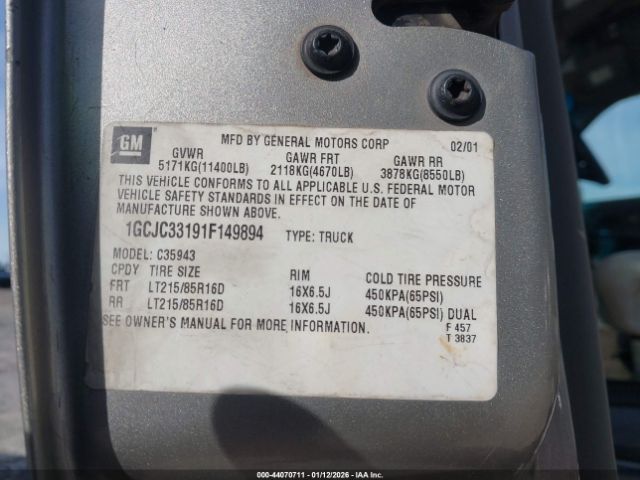 GM
MFD BY GENERAL MOTORS CORP 02/01
GVWR GAWR FRT GAWR RR
5171KG(11400LB) 2118KG(4670LB) 3878KG(8550LB)
THIS VEHICLE CONFORMS TO ALL APPLICABLE U.S. FEDERAL MOTOR
VEHICLE SAFETY STANDARDS IN EFFECT ON THE DATE OF
MANUFACTURE SHOWN ABOVE.
1GCJC33191F149894 TYPE: TRUCK
MODEL: C35943
CPDY TIRE SIZE RIM COLD TIRE PRESSURE
FRT LT215/85R16D 16X6.5J 450KPA(65PSI)
RR LT215/85R16D 16X6.5J 450KPA(65PSI) DUAL
SEE OWNER'S MANUAL FOR MORE INFORMATION. F 457
T 3837
000-44070711 - 01/12/2026 - IAA Inc.